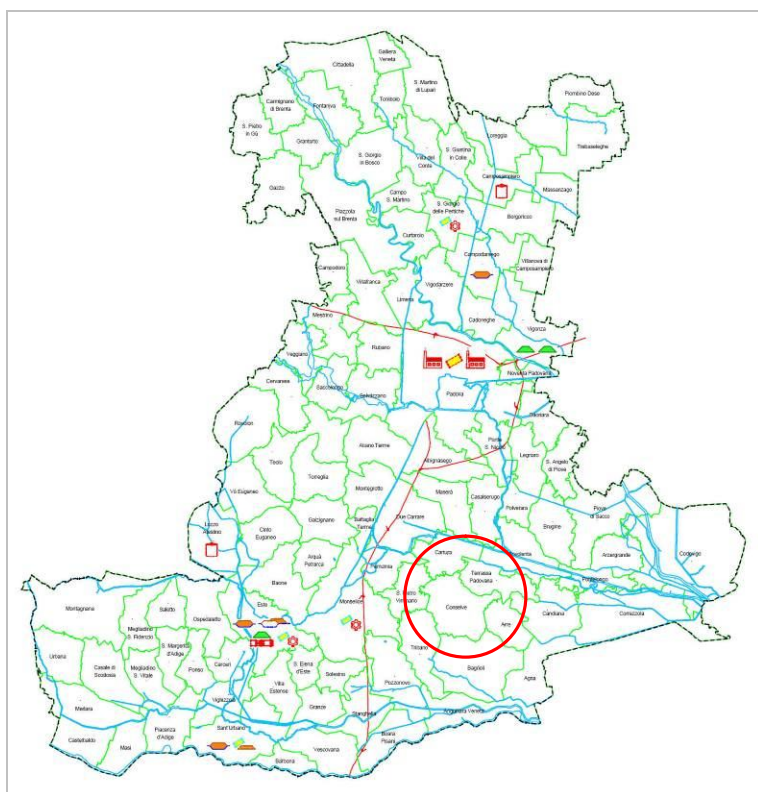 Galliera
Veneta
Cittadella
S. Martino
di Lupari
Piombino Dese
Carmignano
di Brenta
Fontaniva
Tombolo
Loreggia
S. Pietro
in Gù
Grantorto
S. Giorgio
in Bosco
Villa del
Conte
S. Giustina
in Colle
Trebaseleghe
Camposampiero
Gazzo
Campo
S. Martino
S. Giorgio
delle Pertiche
Massanzago
Piazzola
sul Brenta
Borgoricco
Curtarolo
Campodarsego
Villanova di
Camposampiero
Campodoro
Villafranca
Vigodarzere
Limena
Mestrino
Cadoneghe
Vigonza
Rubano
Veggiano
Noventa Padovana
Cervarese
Saccolongo
Selvazzano
Padova
Saonara
Rovolon
Abano Terme
Albignasego
Ponte
S. Nicolò
Legnaro
Teolo
Torreglia
Montegrotto
Maserà
Casalserugo
S. Angelo
di Piove
Vò Euganeo
Polverara
Galzignano
Battaglia
Terme
Due Carrare
Brugine
Piove
di Sacco
Lozzo
Atestino
Cinto
Euganeo
Cartura
Arzergrande
Codevigo
Arquà
Petrarca
Pernumia
Terrassa
Padovana
Pontelongo
Baone
S. Pietro
Viminario
Montagnana
Saletto
Ospedaletto
Este
Monselice
Conselve
Arre
Candiana
Correzzola
Megliadino
S. Fidenzio
Urbana
Casale di
Scodosia
Megliadino
S. Vitale
S. Margherita
d'Adige
Ponso
Carceri
S. Elena
d'Este
Solesino
Tribano
Bagnoli
Villa
Estense
Pozzonovo
Agna
Merlara
Vighizzolo
Granze
Stanghella
Anguillara Veneta
Castelbaldo
Masi
Piacenza
d'Adige
Sant'Urbano
Vescovana
Boara
Pisani
Barbona